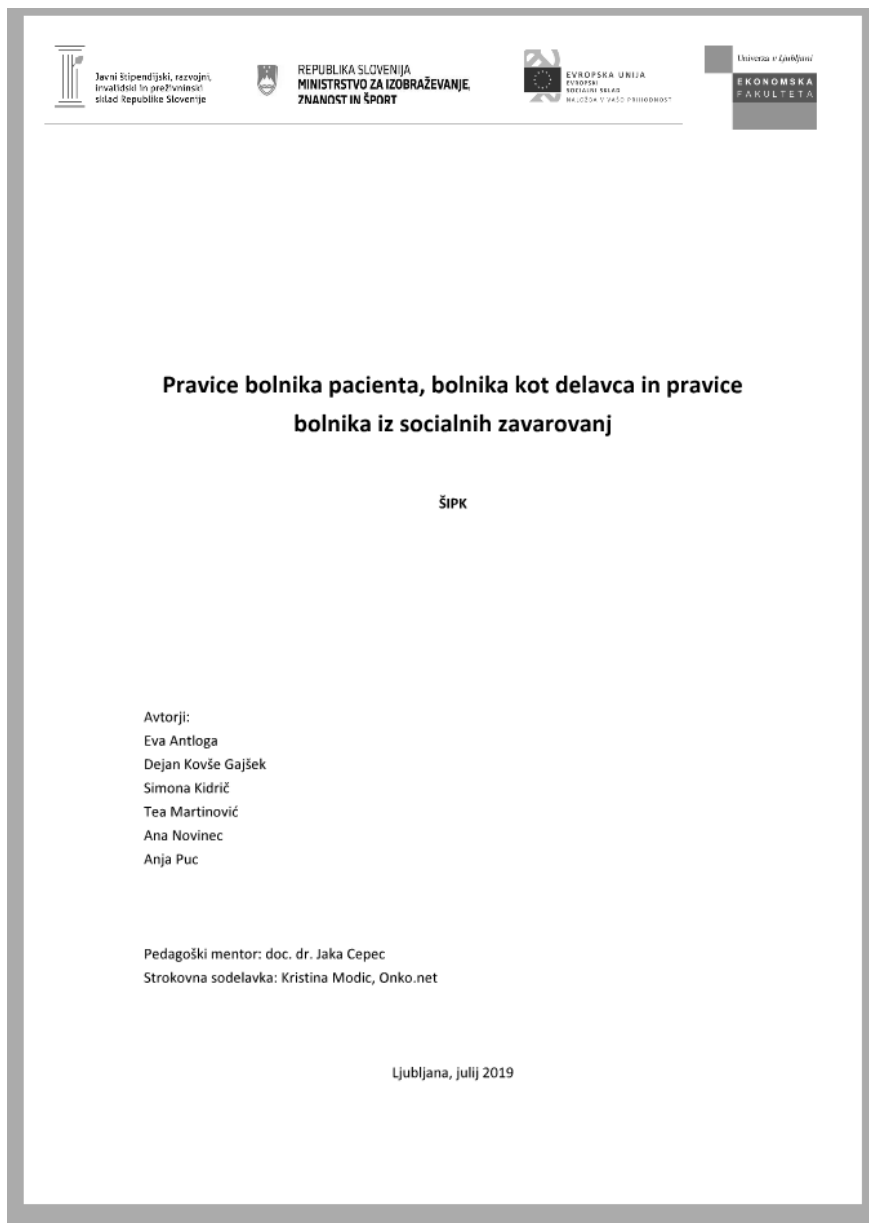 Javni štipendijski, razvojni,
invalidski in preživninski
sklad Republike Slovenije
REPUBLIKA SLOVENIJA
MINISTRSTVO ZA IZOBRAŽEVANJE,
ZNANOST IN ŠPORT
EVROPSKA UNIJA
EVROPSKI
SOCIALNI SKLAD
NALOŽBA V VAŠO PRIHODNOST
Univerza v Ljubljani
EKONOMSKA
FAKULTETA
Pravice bolnika pacienta, bolnika kot delavca in pravice
bolnika iz socialnih zavarovanj
ŠIPK
Avtorji:
Eva Antloga
Dejan Kovše Gajšek
Simona Kidrič
Tea Martinović
Ana Novinec
Anja Puc
Pedagoški mentor: doc. dr. Jaka Cepec
Strokovna sodelavka: Kristina Modic, Onko.net
Ljubljana, julij 2019